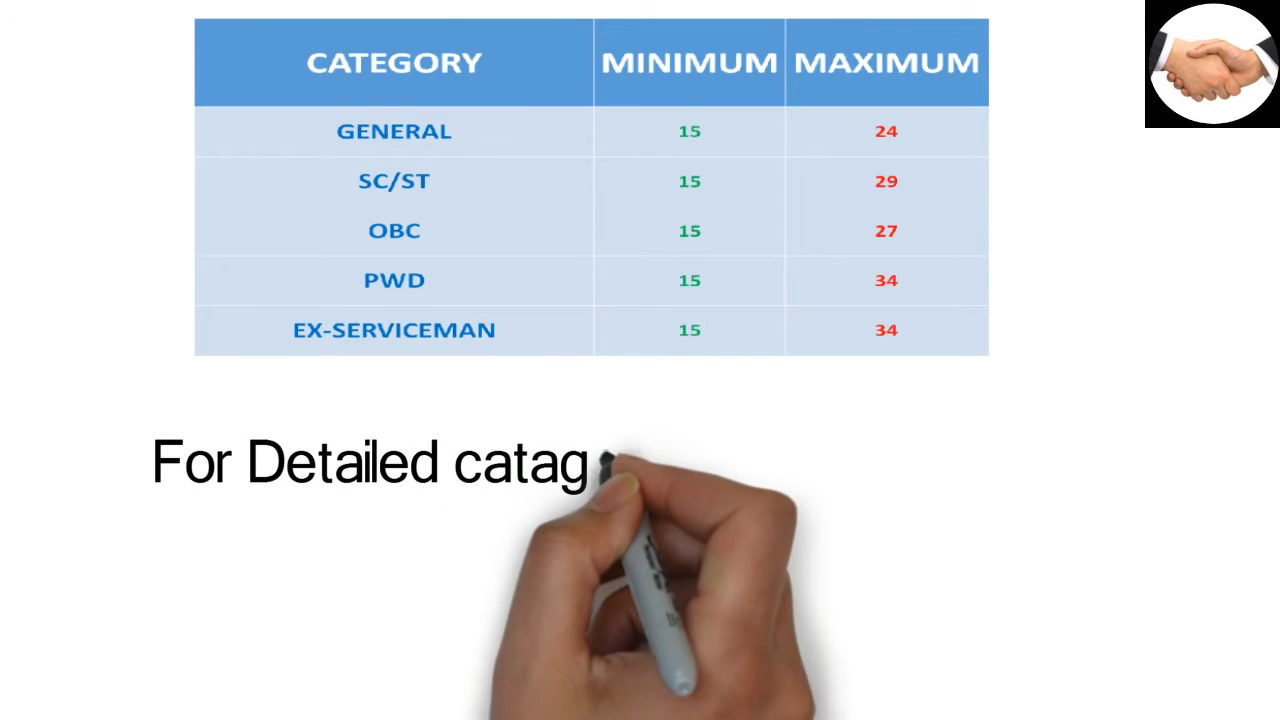 CATEGORY MINIMUM MAXIMUM
GENERAL 15 24
SC/ST 15 29
OBC 15 27
PWD 15 34
EX-SERVICEMAN 15 34
For Detailed catag